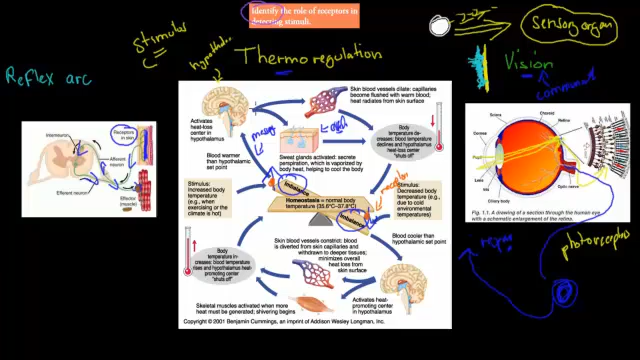 Identify the role of receptors in
detecting stimuli.
Sensory organ
stimulus
Thermoregulation
Vision
Reflex arc
Interneuron
Receptors
in skin
Afferent
neuron
Efferent neuron
Effector
(muscle)
Activates
heat-loss
center in
hypothalamus
Skin blood vessels dilate: capillaries
become flushed with warm blood;
heat radiates from skin surface
Sweat glands activated: secrete
perspiration, which is vaporized by
body heat, helping to cool the body
Body
temperature de-
creases: blood temperature
declines and hypothalamus
heat-loss center
"shuts off"
Blood warmer
than hypothalamic
set point
Stimulus:
Increased body
temperature (e.g.,
when exercising or the
climate is hot)
Imbalance
Homeostasis = normal body
temperature (35.6°C–37.8°C)
Imbalance
Stimulus:
Decreased body
temperature (e.g.,
due to cold
environmental
temperatures)
Blood cooler than
hypothalamic set point
Body
temperature in-
creases: blood temperature
rises and hypothalamus heat-
promoting center
"shuts off"
Skin blood vessels constrict: blood
is diverted from skin capillaries
and withdrawn to deeper tissues;
minimizes overall
heat loss from
skin surface
Skeletal muscles activated when more
heat must be generated; shivering begins
Activates heat-
promoting center
in hypothalamus
Copyright © 2001 Benjamin Cummings, an imprint of Addison Wesley Longman, Inc.
Sclera
Choroid
Retina
Cornea
Pupil
Lens
Iris
Ciliary body
Optic nerve
Fig. 1.1. A drawing of a section through the human eye
with a schematic enlargement of the retina.
photoreceptors